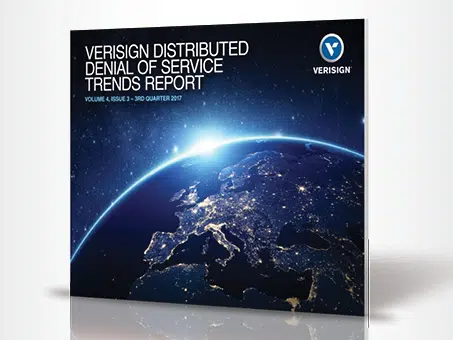 VERISIGN DISTRIBUTED
DENIAL OF SERVICE
TRENDS REPORT
VOLUME 4, ISSUE 3 – 3RD QUARTER 2017
VERISIGN